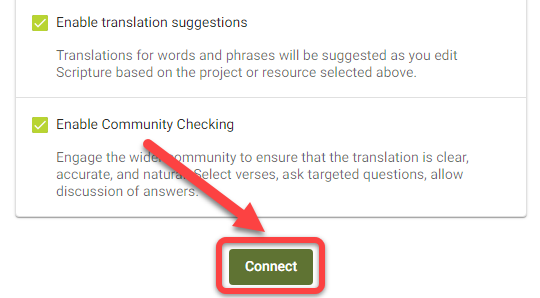 Enable translation suggestions
Translations for words and phrases will be suggested as you edit
Scripture based on the project or resource selected above.
Enable Community Checking
Engage the wider community to ensure that the translation is clear,
accurate, and natural. Select verses, ask targeted questions, allow
discussion of answers.
Connect